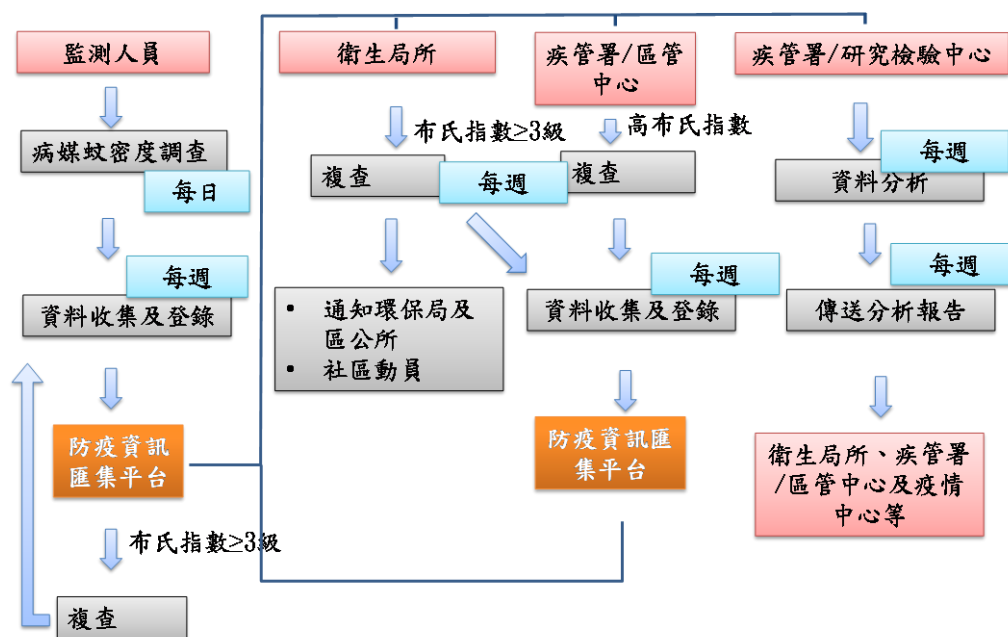 監測人員
病媒蚊密度調查
每日
每週
資料收集及登錄
防疫資訊
匯集平台
布氏指數≥3級
複查
衛生局所
布氏指數≥3級
複查
每週
▪ 通知環保局及
區公所
▪ 社區動員
疾管署/區管
中心
高布氏指數
複查
每週
資料收集及登錄
防疫資訊匯
集平台
疾管署/研究檢驗中心
每週
資料分析
每週
傳送分析報告
衛生局所、疾管署
/區管中心及疫情
中心等